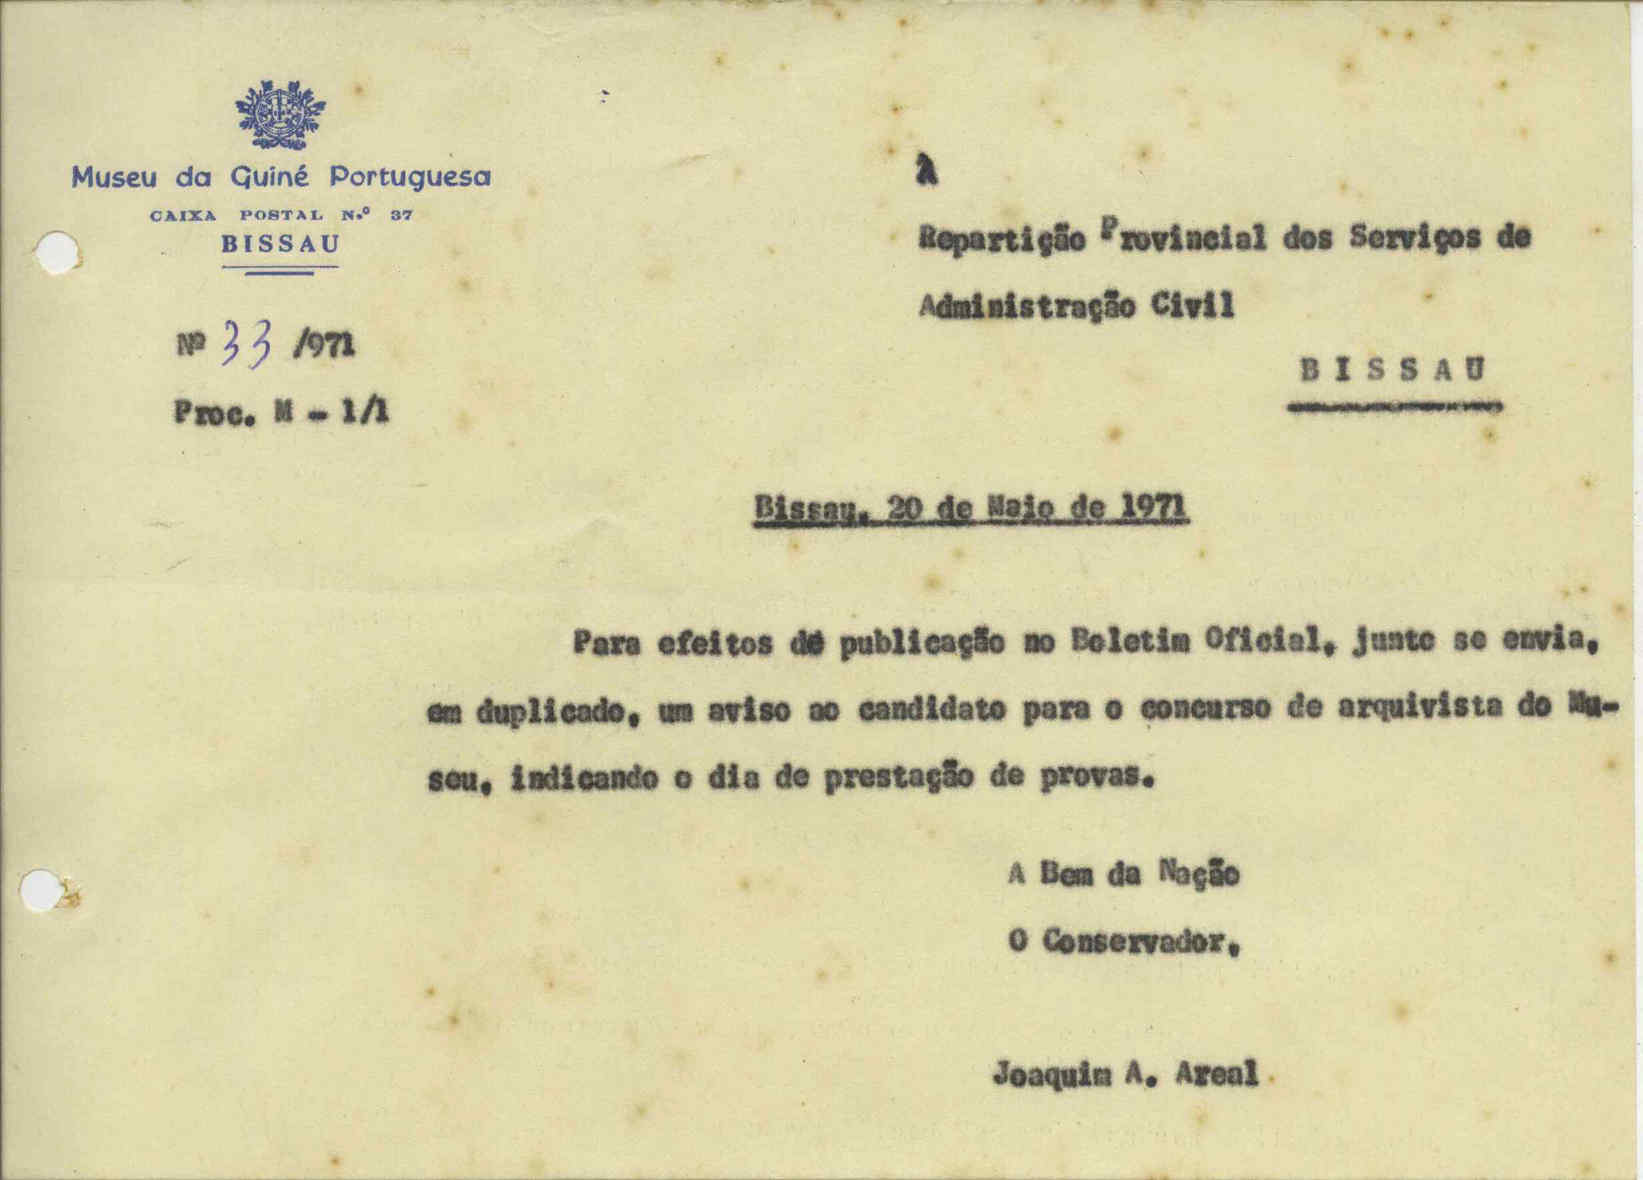 Museu da Guiné Portuguesa
CAIXA POSTAL N.º 37
BISSAU
Nº 33 /971
Proc. M - 1/1
À
Repartição Provincial dos Serviços de
Administração Civil
B I S S A U
Bissau, 20 de Maio de 1971
Para efeitos de publicação no Boletim Oficial, junto se envia,
em duplicado, um aviso ao candidato para o concurso de arquivista do Mu-
seu, indicando o dia de prestação de provas.
A Bem da Nação
O Conservador,
Joaquim A. Areal